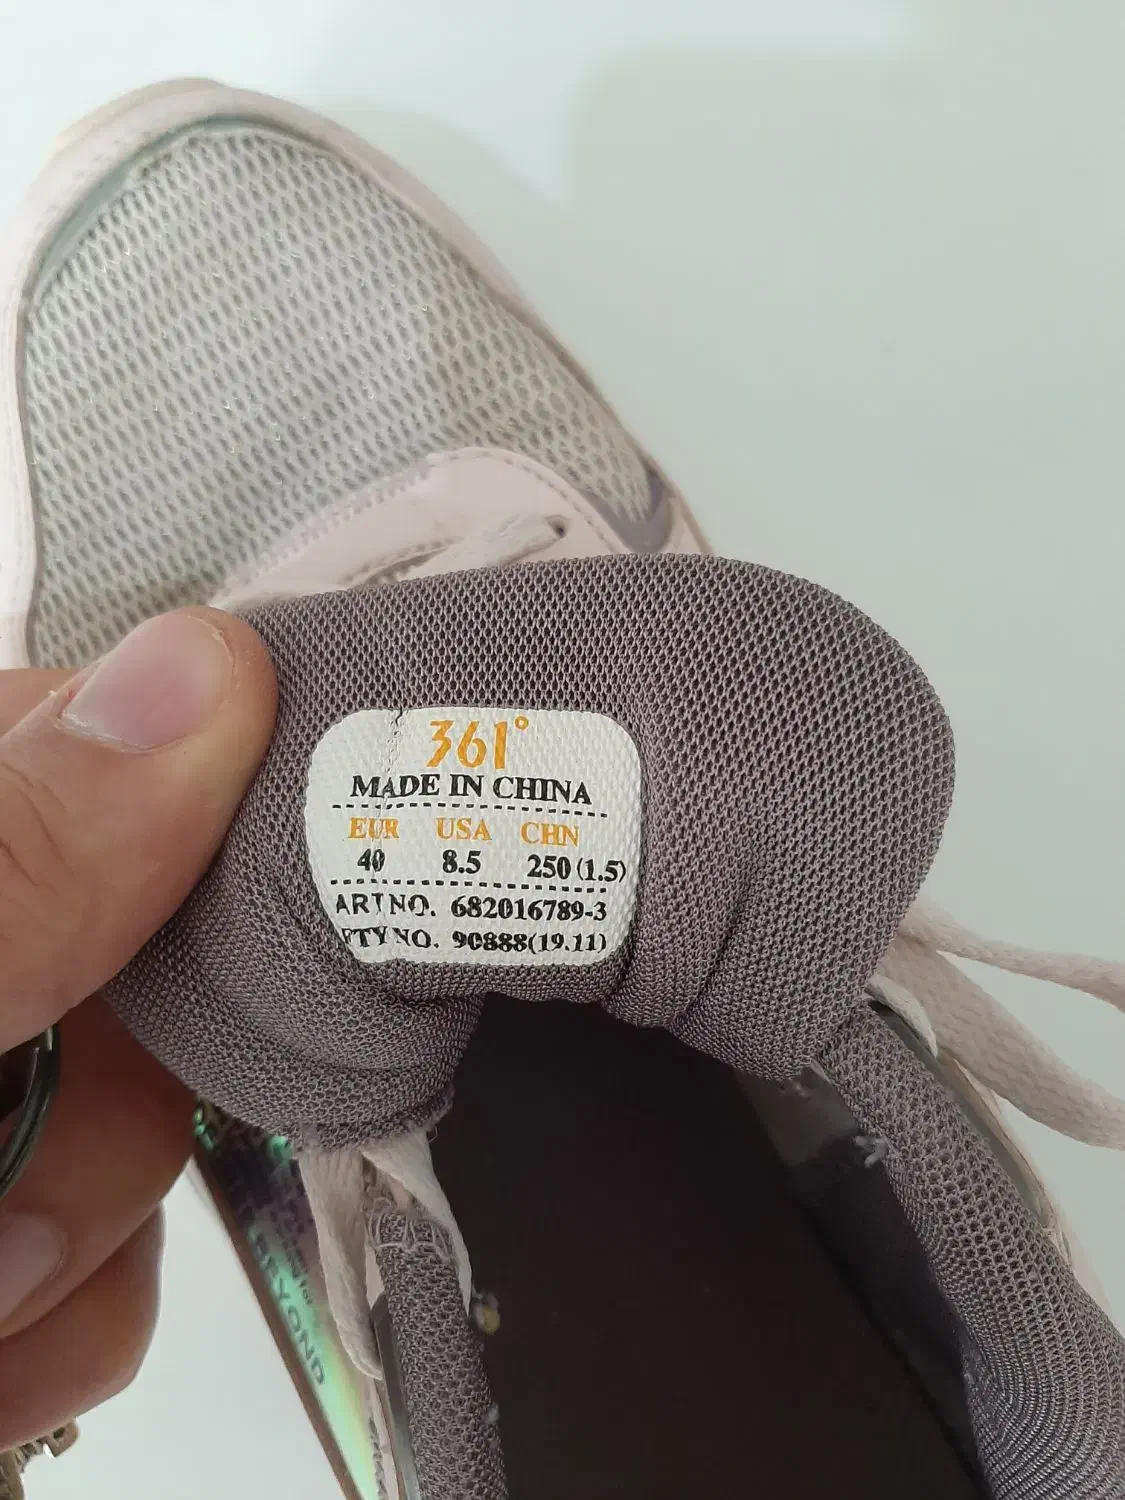 361°
MADE IN CHINA
EUR USA CHN
40 8.5 250 (1.5)
ART NO. 682016789-3
FTY NO. 90888(19.11)
BEYOND